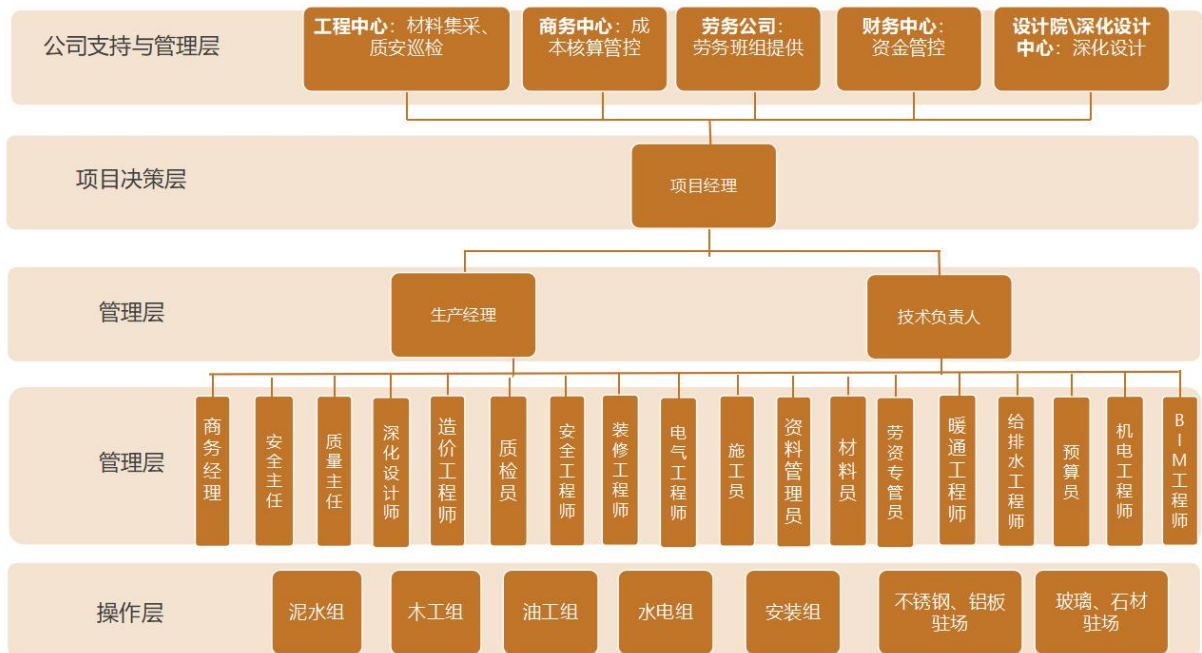 公司支持与管理层
工程中心：材料集采、
质安巡检
商务中心：成
本核算管控
劳务公司：
劳务班组提供
财务中心：
资金管控
设计院\深化设计
中心：深化设计
项目决策层
项目经理
管理层
生产经理
技术负责人
管理层
商务经理
安全主任
质量主任
深化设计师
造价工程师
质检员
安全工程师
装修工程师
电气工程师
施工员
资料管理员
材料员
劳资专管员
暖通工程师
给排水工程师
预算员
机电工程师
BIM工程师
操作层
泥水组
木工组
油工组
水电组
安装组
不锈钢、铝板
驻场
玻璃、石材
驻场